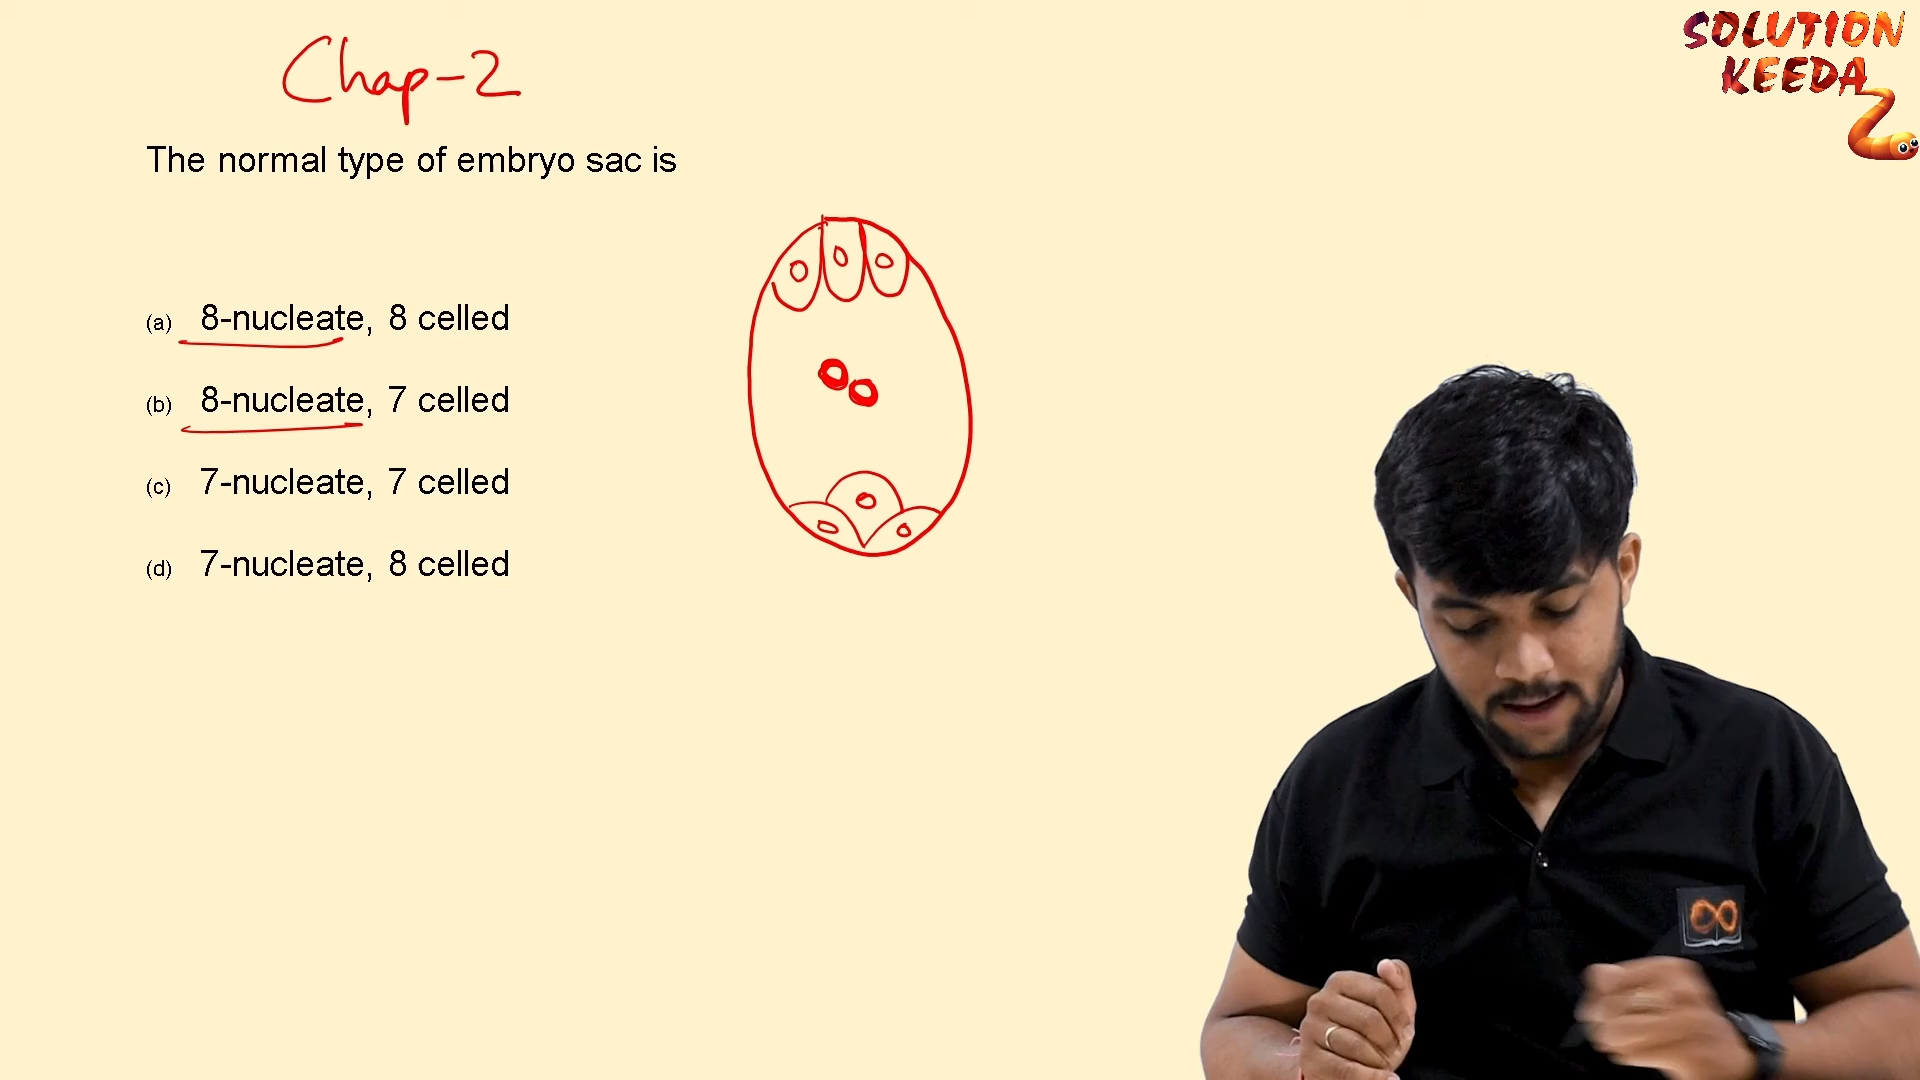 SOLUTION
KEEDA
Chap-2
The normal type of embryo sac is
(a) 8-nucleate, 8 celled
(b) 8-nucleate, 7 celled
(c) 7-nucleate, 7 celled
(d) 7-nucleate, 8 celled